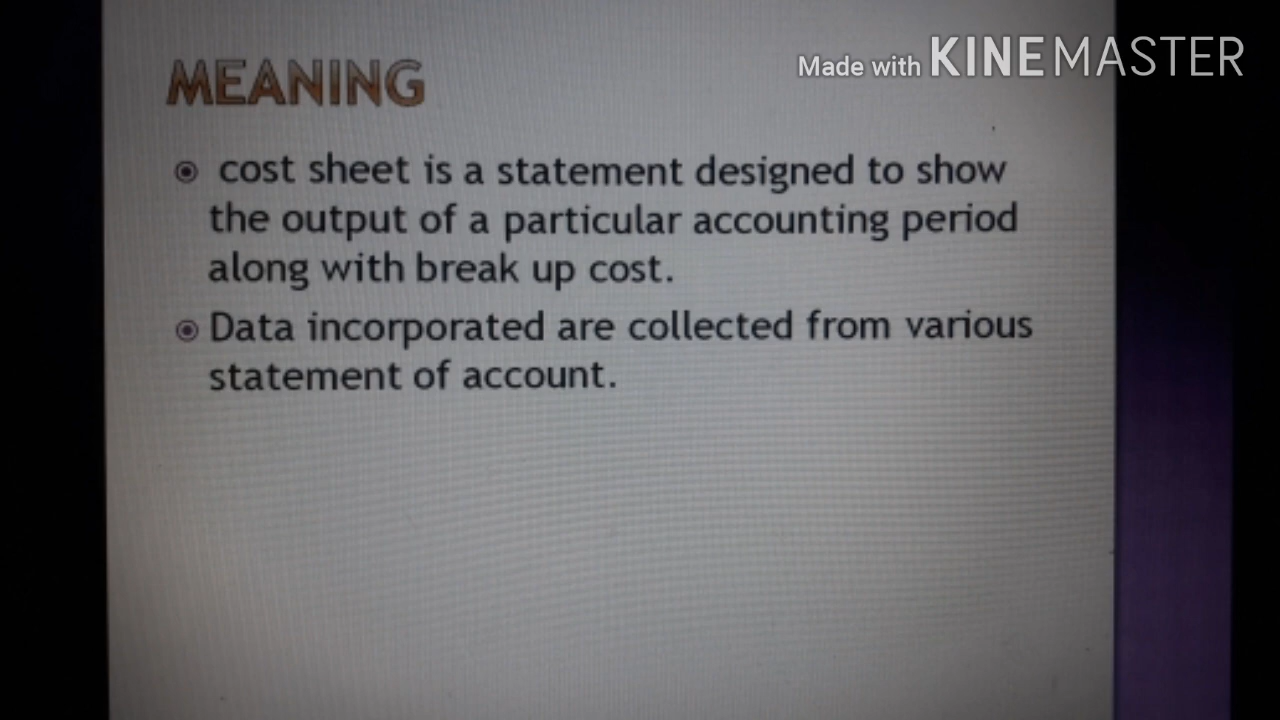 Made with KINEMASTER
MEANING
cost sheet is a statement designed to show
the output of a particular accounting period
along with break up cost.
Data incorporated are collected from various
statement of account.